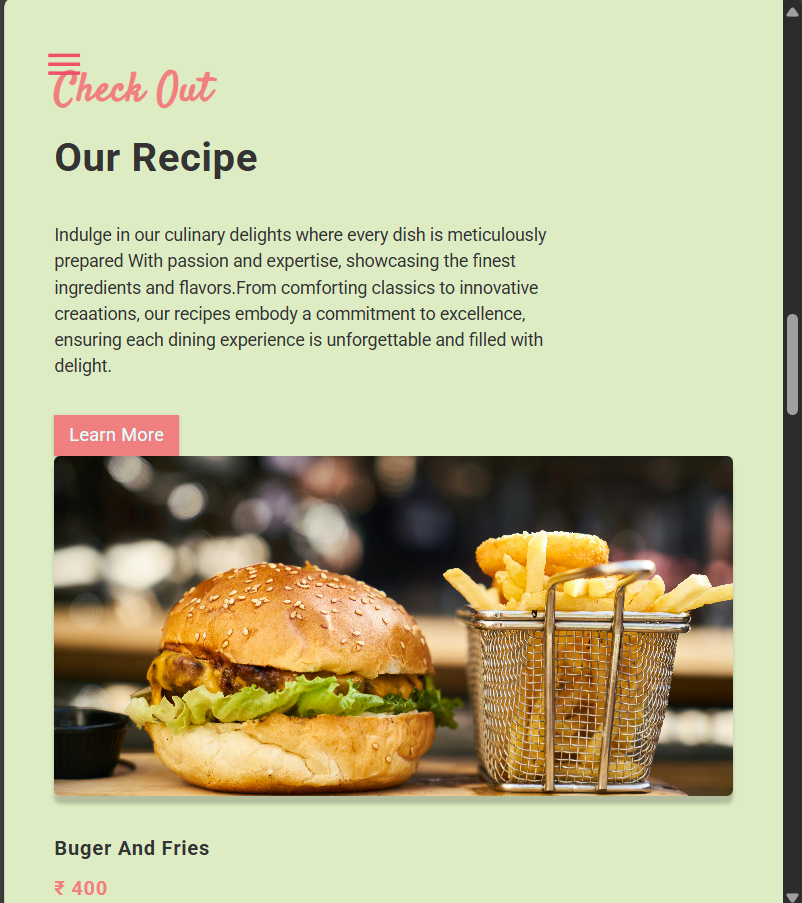 Check Out
Our Recipe
Indulge in our culinary delights where every dish is meticulously
prepared With passion and expertise, showcasing the finest
ingredients and flavors.From comforting classics to innovative
creaations, our recipes embody a commitment to excellence,
ensuring each dining experience is unforgettable and filled with
delight.
Learn More
Buger And Fries
₹ 400